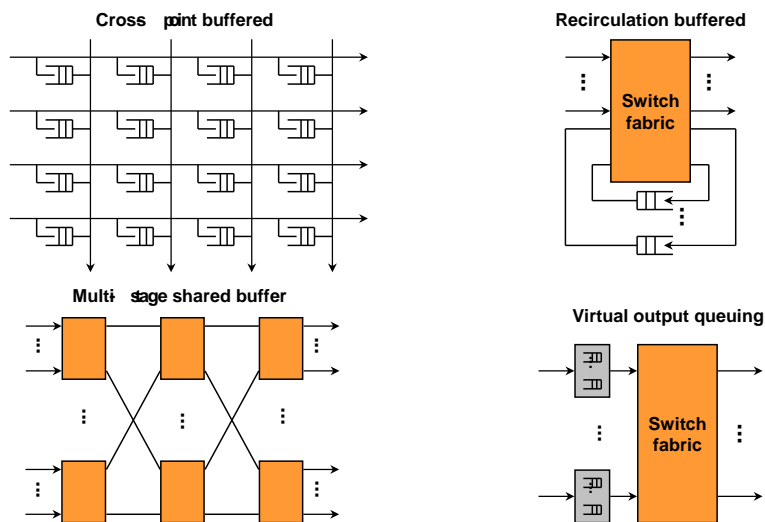 Cross point buffered
Recirculation buffered
Switch
fabric
Multi-stage shared buffer
Virtual output queuing
Switch
fabric